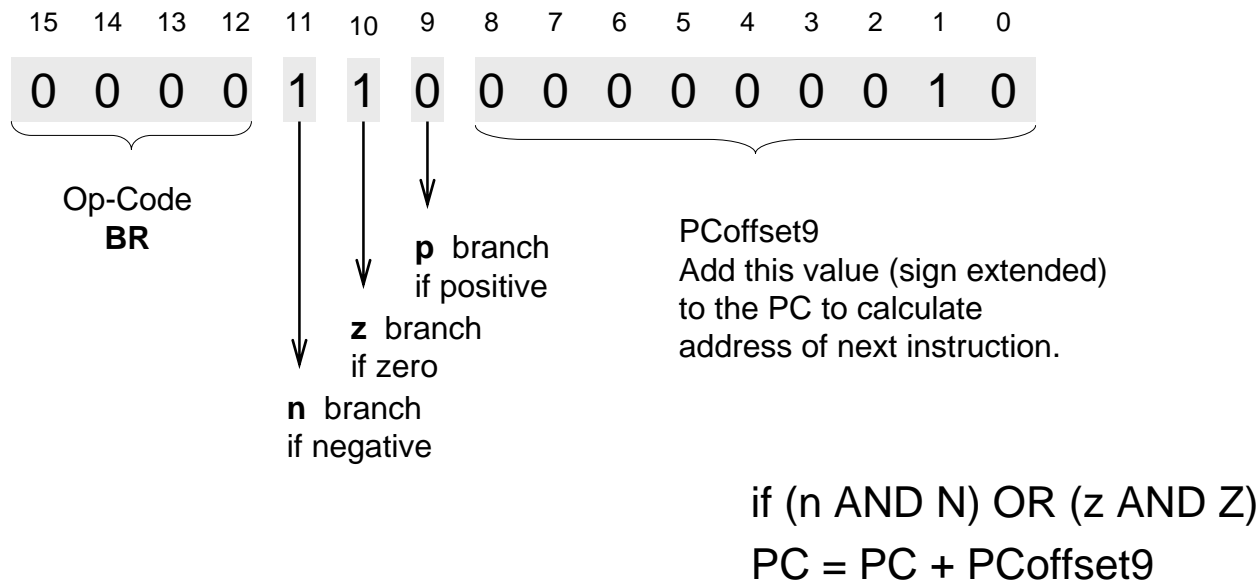 15 14 13 12 11 10 9 8 7 6 5 4 3 2 1 0
0 0 0 0 1 1 0 0 0 0 0 0 0 0 1 0
Op-Code
BR
p branch
if positive
z branch
if zero
n branch
if negative
PCoffset9
Add this value (sign extended)
to the PC to calculate
address of next instruction.
if (n AND N) OR (z AND Z)
PC = PC + PCoffset9